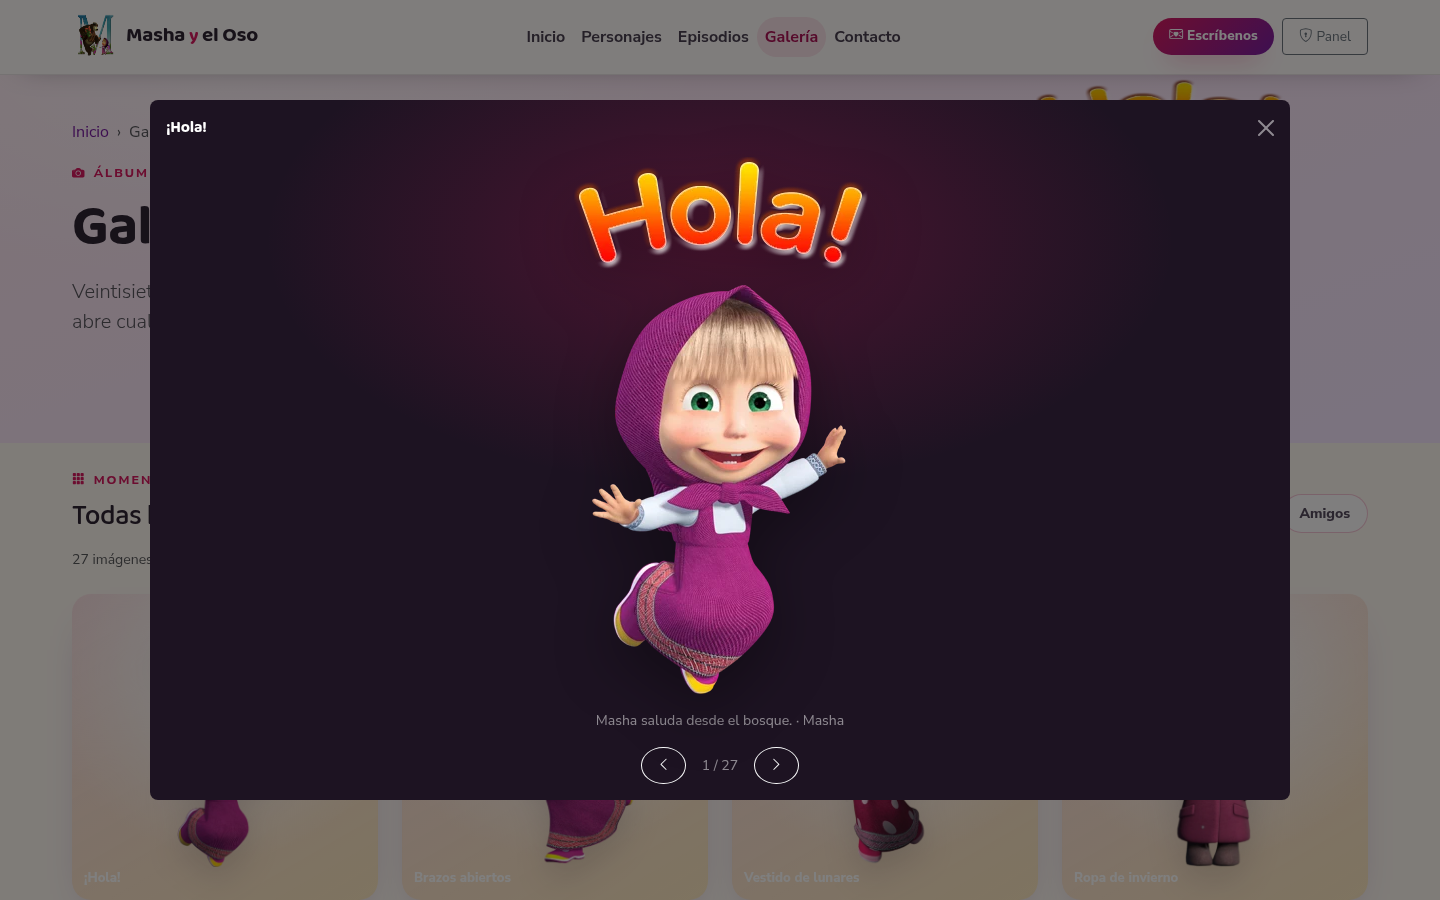 Masha y el Oso
Inicio Personajes Episodios Galería Contacto
Escríbenos
Panel
Inicio › Ga
¡Hola!
ÁLBUM
Hola!
Gal
Veintisiet
abre cual
MOMEN
Todas
Amigos
27 imágenes
Masha saluda desde el bosque. · Masha
1 / 27
¡Hola!
Brazos abiertos
Vestido de lunares
Ropa de invierno